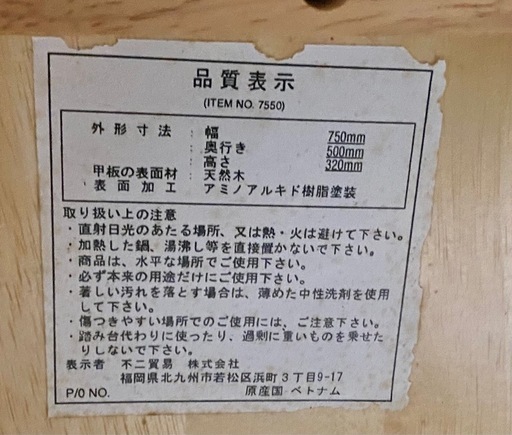 品質表示
(ITEM NO. 7550)
外形寸法 : 幅 750mm
: 奥行き 500mm
: 高さ 320mm
甲板の表面材 : 天然木
表面加工 : アミノアルキド樹脂塗装
取り扱い上の注意
・直射日光のあたる場所、又は熱・火は避けて下さい。
・加熱した鍋、湯沸し等を直接置かないで下さい。
・商品は、水平な場所でご使用下さい。
・必ず本来の用途だけにご使用下さい。
・著しい汚れを落とす場合は、薄めた中性洗剤を使用
して下さい。
・傷つきやすい場所でのご使用には、ご注意下さい。
・踏み台代わりに使ったり、過剰に重いものを乗せた
りしないで下さい。
表示者 不二貿易 株式会社
福岡県北九州市若松区浜町3丁目9-17
P/O NO. 原産国 ベトナム